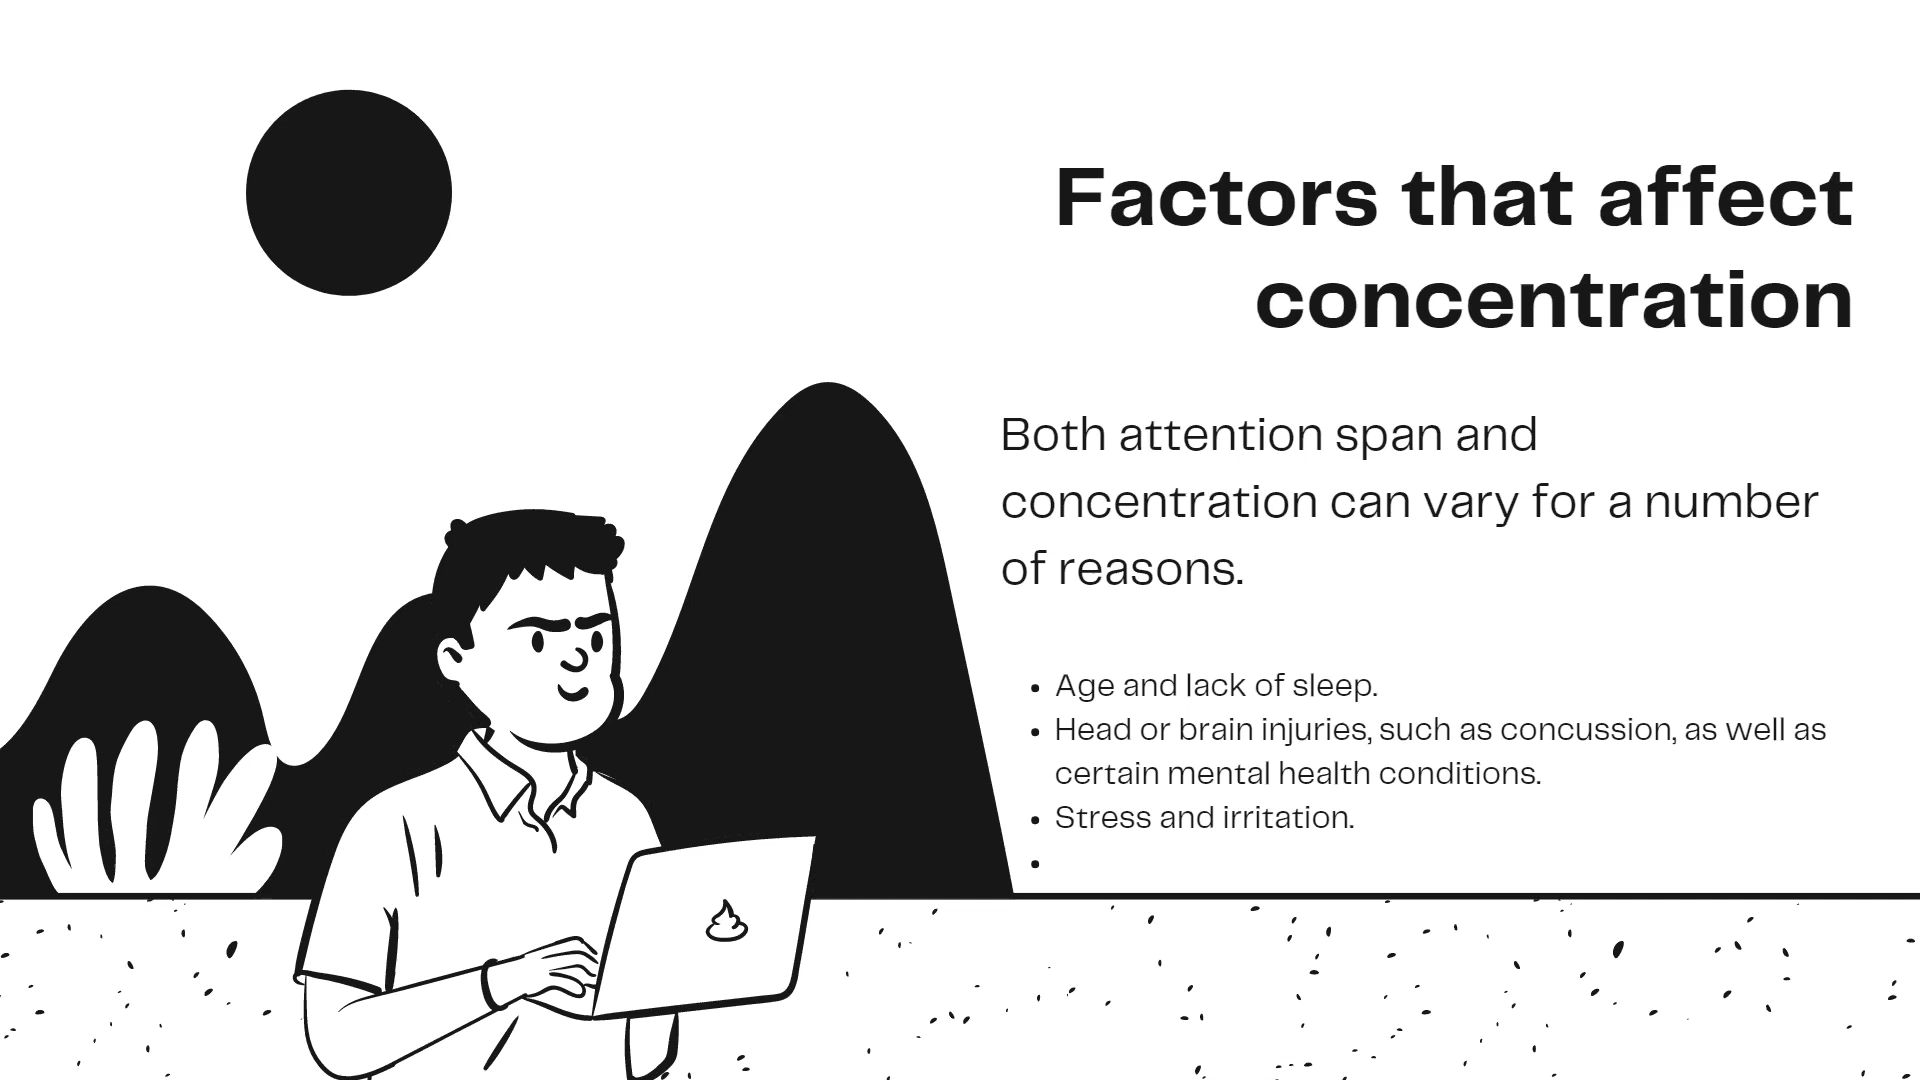 Factors that affect
concentration
Both attention span and
concentration can vary for a number
of reasons.
• Age and lack of sleep.
• Head or brain injuries, such as concussion, as well as
certain mental health conditions.
• Stress and irritation.
•